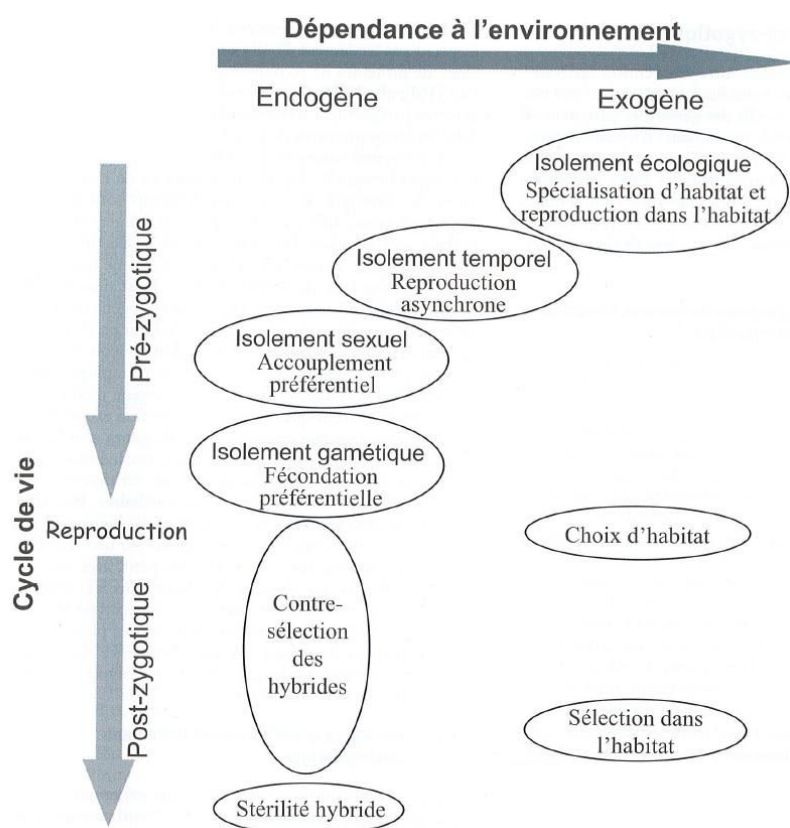 Dépendance à l'environnement
Endogène
Exogène
Isolement écologique
Spécialisation d'habitat et
reproduction dans l'habitat
Isolement temporel
Reproduction
asynchrone
Isolement sexuel
Accouplement
préférentiel
Isolement gamétique
Fécondation
préférentielle
Pré-zygotique
Cycle de vie
Reproduction
Choix d'habitat
Contre-
sélection
des
hybrides
Post-zygotique
Sélection dans
l'habitat
Stérilité hybride